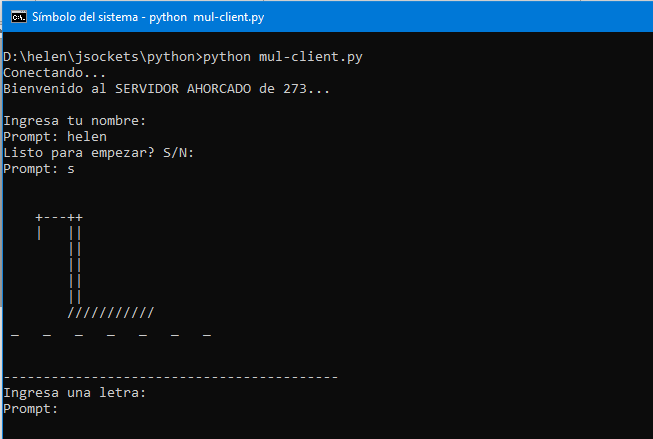 Símbolo del sistema - python  mul-client.py
D:\helen\jsockets\python>python mul-client.py
Conectando...
Bienvenido al SERVIDOR AHORCADO de 273...
Ingresa tu nombre:
Prompt: helen
Listo para empezar? S/N:
Prompt: s
    +---++
    |   ||
        ||
        ||
        ||
        ||
        ///////////
 _   _   _   _   _   _   _
------------------------------------------
Ingresa una letra:
Prompt: